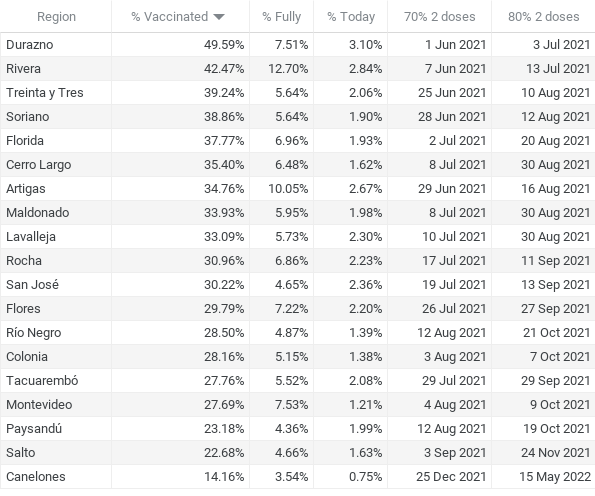 Region % Vaccinated % Fully % Today 70% 2 doses 80% 2 doses
Durazno 49.59% 7.51% 3.10% 1 Jun 2021 3 Jul 2021
Rivera 42.47% 12.70% 2.84% 7 Jun 2021 13 Jul 2021
Treinta y Tres 39.24% 5.64% 2.06% 25 Jun 2021 10 Aug 2021
Soriano 38.86% 5.64% 1.90% 28 Jun 2021 12 Aug 2021
Florida 37.77% 6.96% 1.93% 2 Jul 2021 20 Aug 2021
Cerro Largo 35.40% 6.48% 1.62% 8 Jul 2021 30 Aug 2021
Artigas 34.76% 10.05% 2.67% 29 Jun 2021 16 Aug 2021
Maldonado 33.93% 5.95% 1.98% 8 Jul 2021 30 Aug 2021
Lavalleja 33.09% 5.73% 2.30% 10 Jul 2021 30 Aug 2021
Rocha 30.96% 6.86% 2.23% 17 Jul 2021 11 Sep 2021
San José 30.22% 4.65% 2.36% 19 Jul 2021 13 Sep 2021
Flores 29.79% 7.22% 2.20% 26 Jul 2021 27 Sep 2021
Río Negro 28.50% 4.87% 1.39% 12 Aug 2021 21 Oct 2021
Colonia 28.16% 5.15% 1.38% 3 Aug 2021 7 Oct 2021
Tacuarembó 27.76% 5.52% 2.08% 29 Jul 2021 29 Sep 2021
Montevideo 27.69% 7.53% 1.21% 4 Aug 2021 9 Oct 2021
Paysandú 23.18% 4.36% 1.99% 12 Aug 2021 19 Oct 2021
Salto 22.68% 4.66% 1.63% 3 Sep 2021 24 Nov 2021
Canelones 14.16% 3.54% 0.75% 25 Dec 2021 15 May 2022